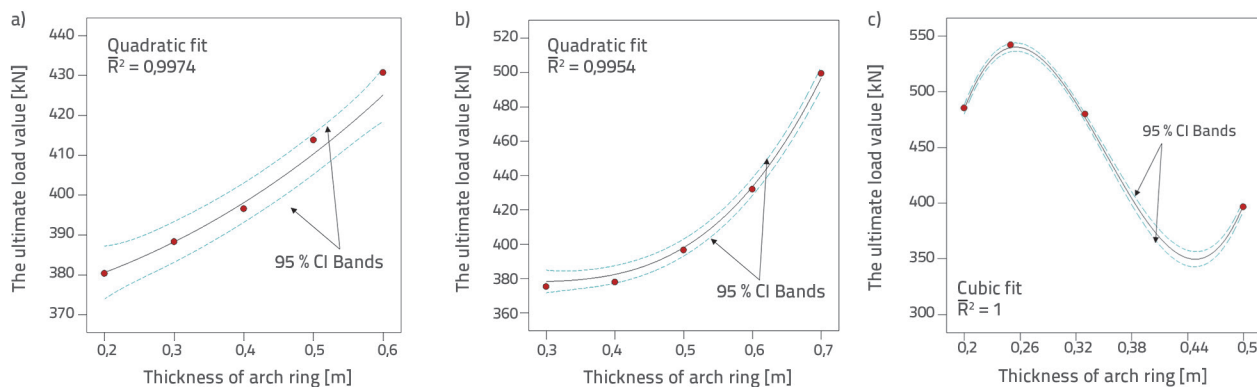 a)
The ultimate load value [kN]
440
430
420
410
400
390
380
370
Quadratic fit
R̅² = 0,9974
95 % CI Bands
0,2
0,3
0,4
0,5
0,6
Thickness of arch ring [m]
b)
The ultimate load value [kN]
520
500
480
460
440
420
400
380
360
Quadratic fit
R̅² = 0,9954
95 % CI Bands
0,3
0,4
0,5
0,6
0,7
Thickness of arch ring [m]
c)
The ultimate load value [kN]
550
500
450
400
350
300
95 % CI Bands
Cubic fit
R̅² = 1
0,2
0,26
0,32
0,38
0,44
0,5
Thickness of arch ring [m]